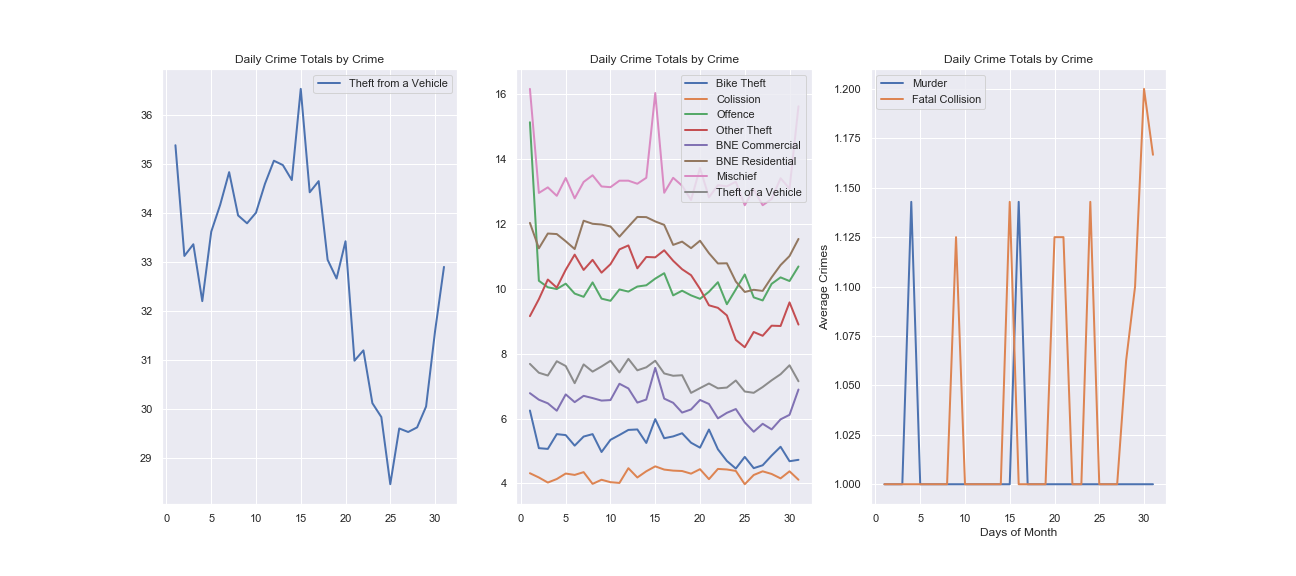 Daily Crime Totals by Crime
Theft from a Vehicle
36
35
34
33
32
31
30
29
0 5 10 15 20 25 30
Daily Crime Totals by Crime
Bike Theft
Colission
Offence
Other Theft
BNE Commercial
BNE Residential
Mischief
Theft of a Vehicle
16
14
12
10
8
6
4
0 5 10 15 20 25 30
Daily Crime Totals by Crime
Murder
Fatal Collision
Average Crimes
1.200
1.175
1.150
1.125
1.100
1.075
1.050
1.025
1.000
0 5 10 15 20 25 30
Days of Month